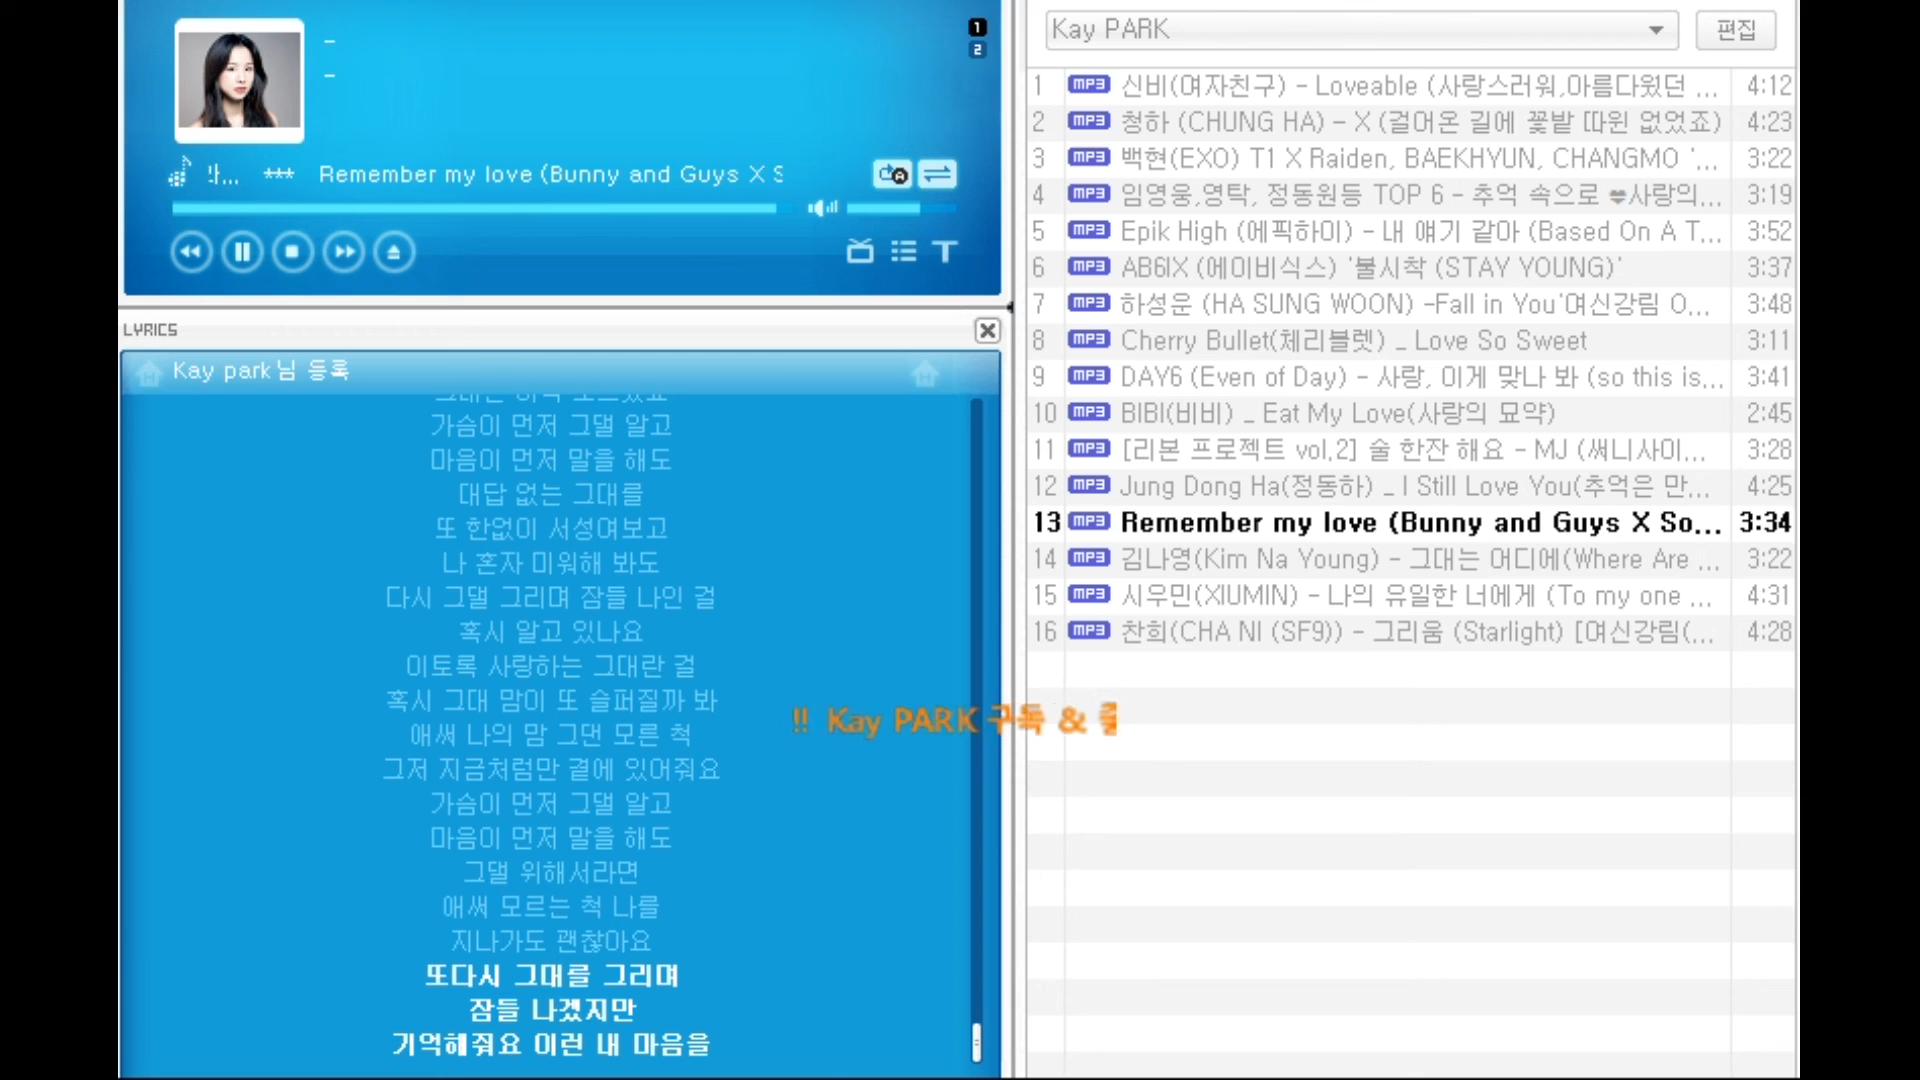 1
2
*** Remember my love (Bunny and Guys X S
LYRICS
Kay park님 등록
가슴이 먼저 그댈 알고
마음이 먼저 말을 해도
대답 없는 그대를
또 한없이 서성여보고
나 혼자 미워해 봐도
다시 그댈 그리며 잠들 나인 걸
혹시 알고 있나요
이토록 사랑하는 그대란 걸
혹시 그대 맘이 또 슬퍼질까 봐
애써 나의 맘 그댄 모른 척
그저 지금처럼만 곁에 있어줘요
가슴이 먼저 그댈 알고
마음이 먼저 말을 해도
그댈 위해서라면
애써 모르는 척 나를
지나가도 괜찮아요
또다시 그대를 그리며
잠들 나겠지만
기억해줘요 이런 내 마음을
!! Kay PARK 구독 &
Kay PARK
편집
1 MP3 신비(여자친구) - Loveable (사랑스러워,아름다웠던 ... 4:12
2 MP3 청하 (CHUNG HA) - X (걸어온 길에 꽃밭 따윈 없었죠) 4:23
3 MP3 백현(EXO) T1 X Raiden, BAEKHYUN, CHANGMO '... 3:22
4 MP3 임영웅,영탁, 정동원등 TOP 6 - 추억 속으로 ❤사랑의... 3:19
5 MP3 Epik High (에픽하이) - 내 얘기 같아 (Based On A T... 3:52
6 MP3 AB6IX (에이비식스) '불시착 (STAY YOUNG)' 3:37
7 MP3 하성운 (HA SUNG WOON) -Fall in You'여신강림 O... 3:48
8 MP3 Cherry Bullet(체리블렛) _ Love So Sweet 3:11
9 MP3 DAY6 (Even of Day) - 사랑, 이게 맞나 봐 (so this is... 3:41
10 MP3 BIBI(비비) _ Eat My Love(사랑의 묘약) 2:45
11 MP3 [리본 프로젝트 vol.2] 술 한잔 해요 - MJ (써니사이... 3:28
12 MP3 Jung Dong Ha(정동하) _ I Still Love You(추억은 만... 4:25
13 MP3 Remember my love (Bunny and Guys X So... 3:34
14 MP3 김나영(Kim Na Young) - 그대는 어디에(Where Are ... 3:22
15 MP3 시우민(XIUMIN) - 나의 유일한 너에게 (To my one ... 4:31
16 MP3 찬희(CHA NI (SF9)) - 그리움 (Starlight) [여신강림(... 4:28